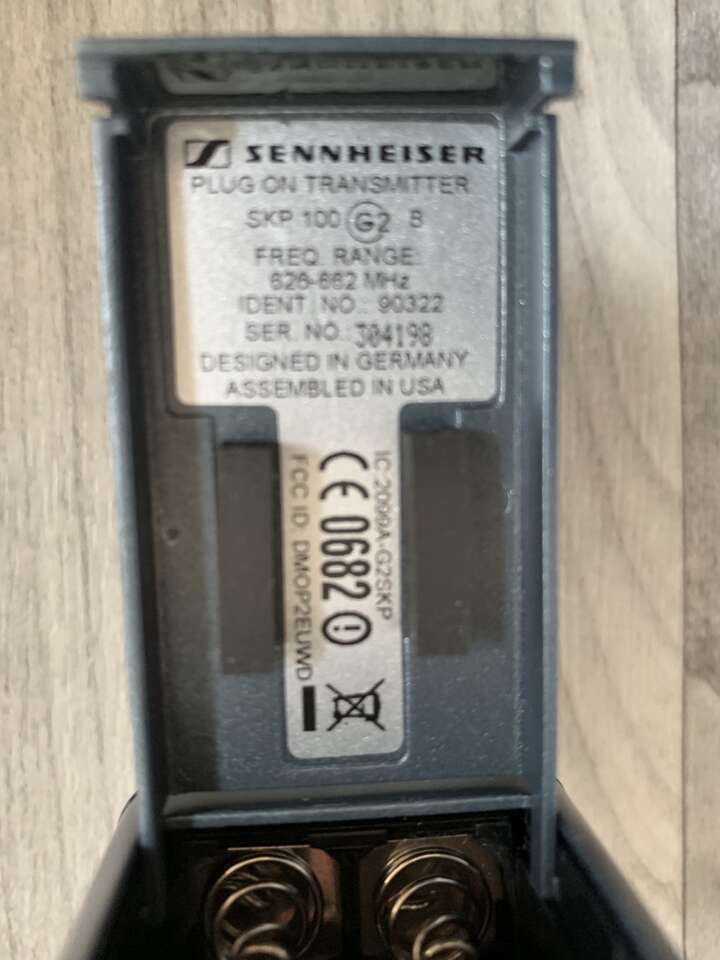 SENNHEISER
PLUG ON TRANSMITTER
SKP 100 G2 B
FREQ. RANGE:
626-662 MHz
IDENT. NO.: 90322
SER. NO.: 304198
DESIGNED IN GERMANY
ASSEMBLED IN USA
IC 2099A-G2SKP
CE 0682
FCC ID: DMOP2EUWD